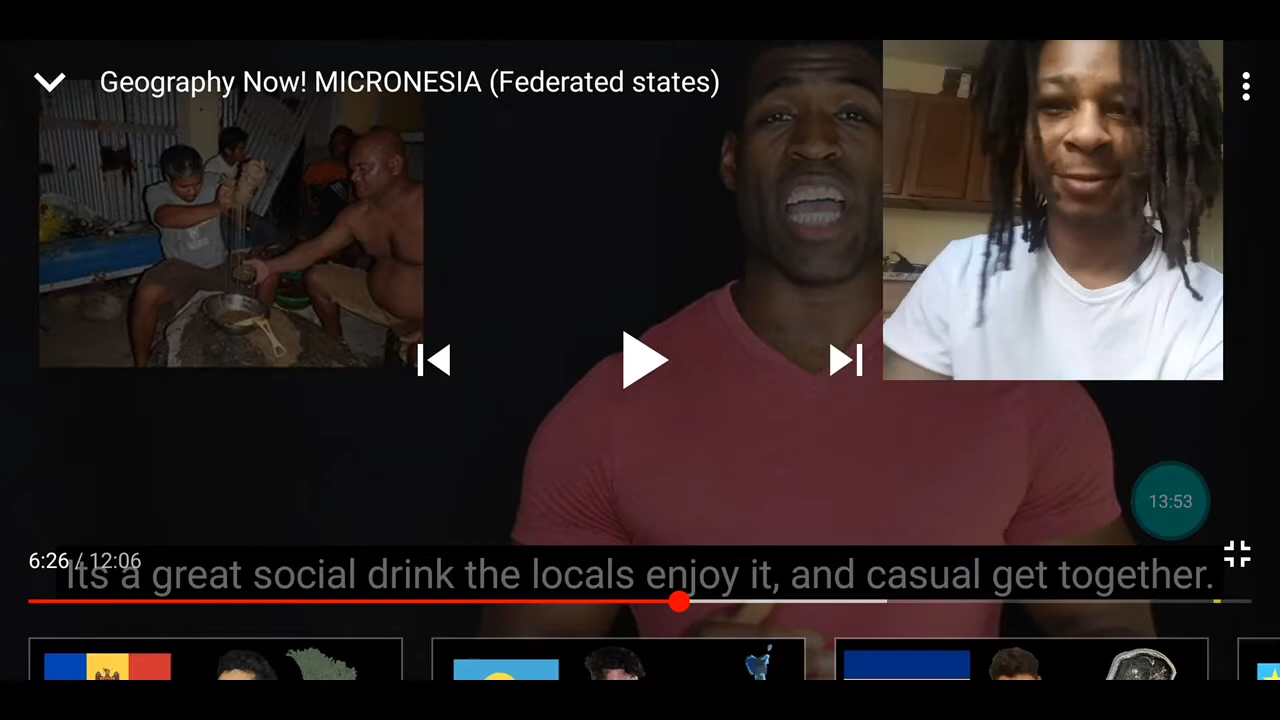 Geography Now! MICRONESIA (Federated states)
13:53
6:26 / 12:06
Its a great social drink the locals enjoy it, and casual get together.